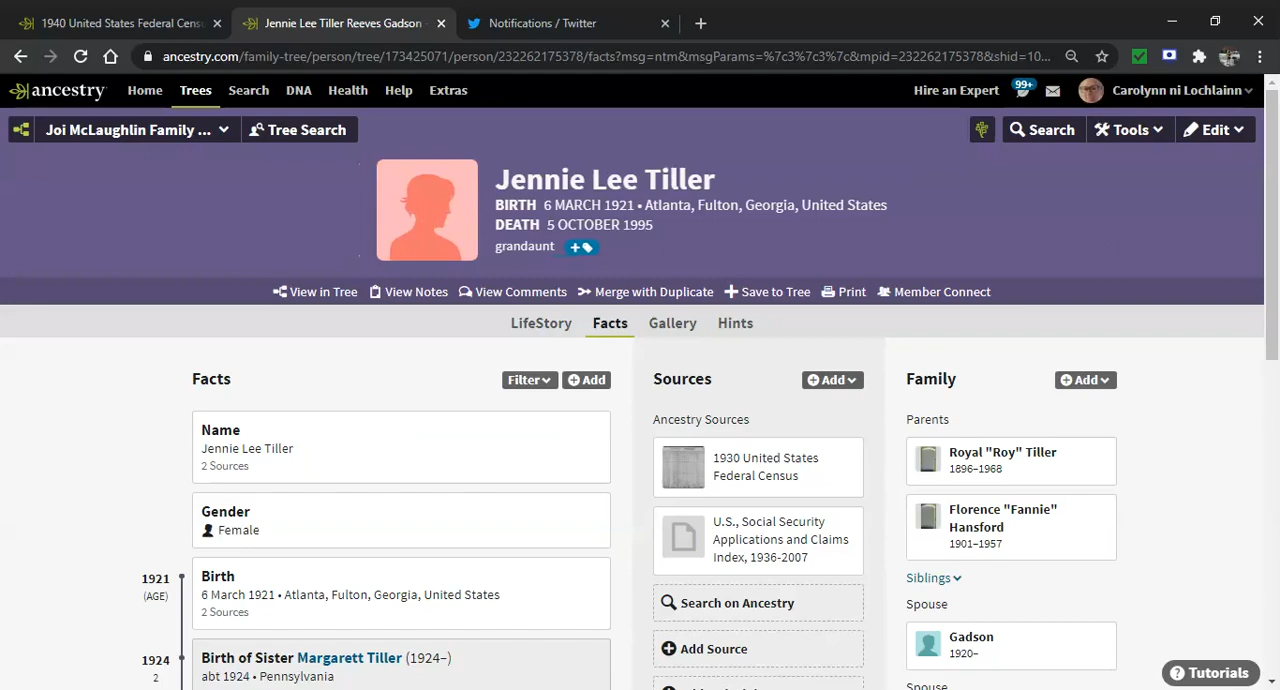 1940 United States Federal Cens
Jennie Lee Tiller Reeves Gadson
Notifications / Twitter
ancestry.com/family-tree/person/tree/173425071/person/232262175378/facts?msg=ntm&msgParams=%7c3%7c3%7c&mpid=232262175378&shid=10...
ancestry
Home
Trees
Search
DNA
Health
Help
Extras
Hire an Expert
99+
Carolynn ni Lochlainn
Joi McLaughlin Family ...
Tree Search
Search
Tools
Edit
Jennie Lee Tiller
BIRTH 6 MARCH 1921 • Atlanta, Fulton, Georgia, United States
DEATH 5 OCTOBER 1995
grandaunt
View in Tree
View Notes
View Comments
Merge with Duplicate
Save to Tree
Print
Member Connect
LifeStory
Facts
Gallery
Hints
Facts
Filter
Add
Name
Jennie Lee Tiller
2 Sources
Gender
Female
1921
(AGE)
Birth
6 March 1921 • Atlanta, Fulton, Georgia, United States
2 Sources
1924
2
Birth of Sister Margarett Tiller (1924–)
abt 1924 • Pennsylvania
Sources
Add
Ancestry Sources
1930 United States
Federal Census
U.S., Social Security
Applications and Claims
Index, 1936-2007
Search on Ancestry
Add Source
Family
Add
Parents
Royal "Roy" Tiller
1896–1968
Florence "Fannie"
Hansford
1901–1957
Siblings
Spouse
Gadson
1920–
Spouse
Tutorials